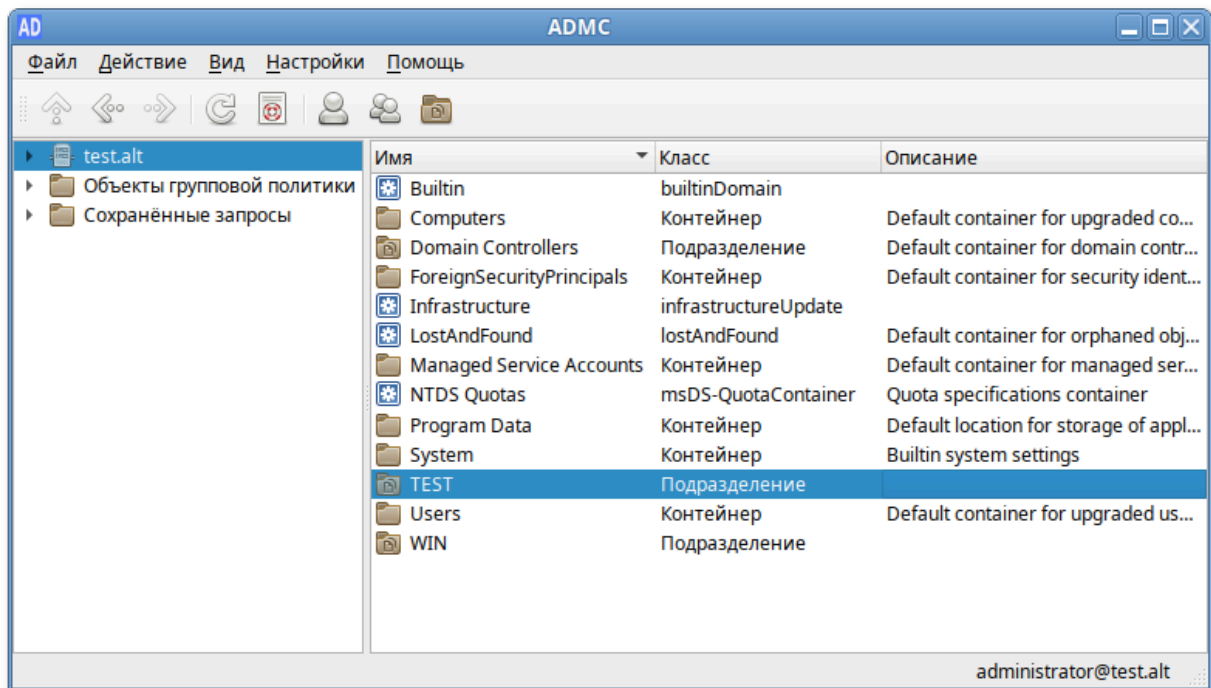 AD ADMC
Файл Действие Вид Настройки Помощь
test.alt
Объекты групповой политики
Сохранённые запросы
Имя Класс Описание
Builtin builtinDomain
Computers Контейнер Default container for upgraded co...
Domain Controllers Подразделение Default container for domain contr...
ForeignSecurityPrincipals Контейнер Default container for security ident...
Infrastructure infrastructureUpdate
LostAndFound lostAndFound Default container for orphaned obj...
Managed Service Accounts Контейнер Default container for managed ser...
NTDS Quotas msDS-QuotaContainer Quota specifications container
Program Data Контейнер Default location for storage of appl...
System Контейнер Builtin system settings
TEST Подразделение
Users Контейнер Default container for upgraded us...
WIN Подразделение
administrator@test.alt